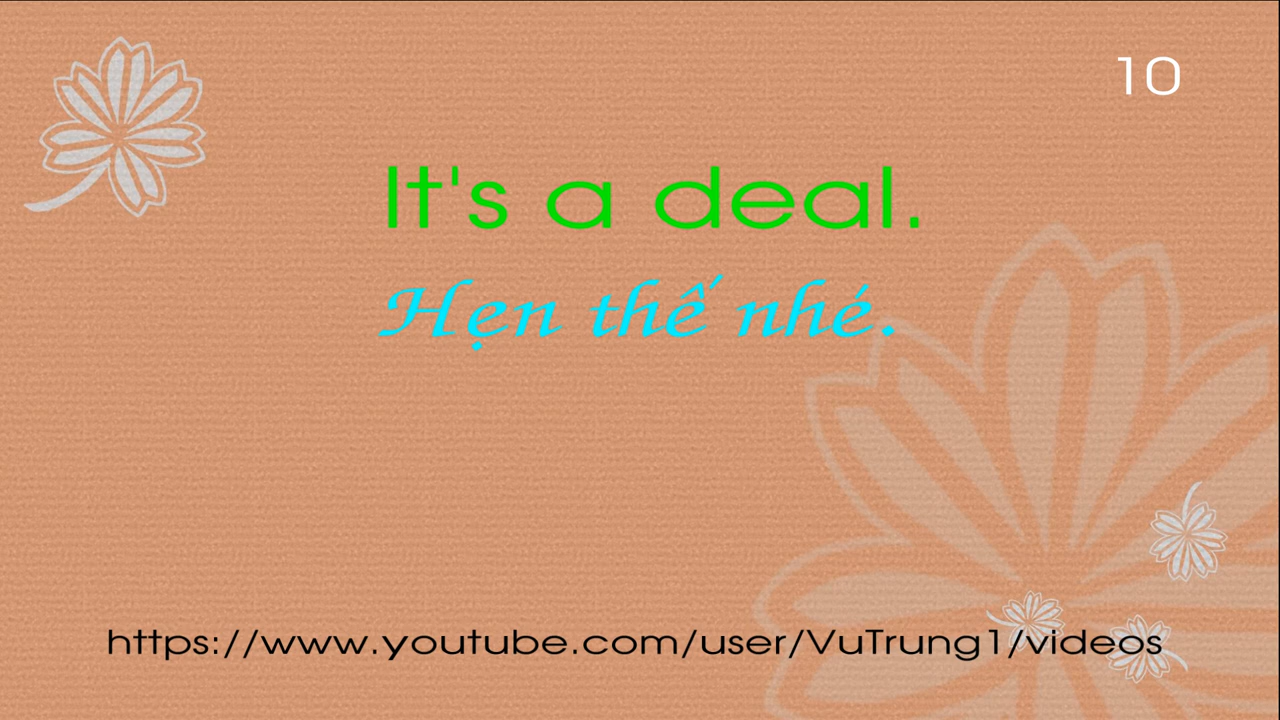 10
It's a deal.
Hẹn thế nhé.
https://www.youtube.com/user/VuTrung1/videos